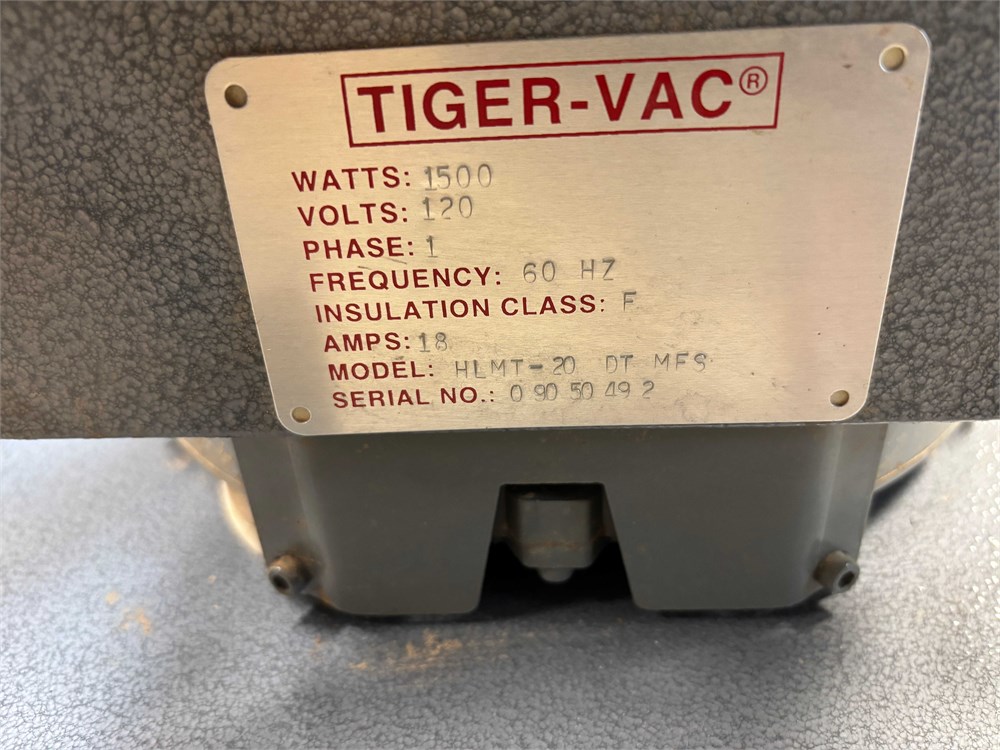 TIGER-VAC®
WATTS: 1500
VOLTS: 120
PHASE: 1
FREQUENCY: 60 HZ
INSULATION CLASS: F
AMPS: 18
MODEL: HLMT-20 DT MFS
SERIAL NO.: 0 90 50 49 2